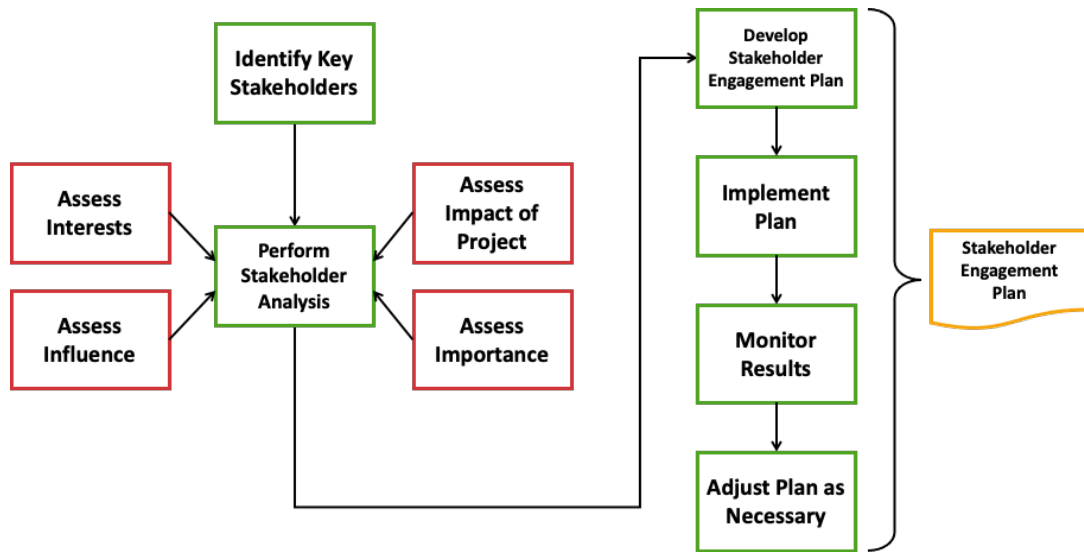 Identify Key
Stakeholders
Assess
Interests
Assess
Impact of
Project
Perform
Stakeholder
Analysis
Assess
Influence
Assess
Importance
Develop
Stakeholder
Engagement Plan
Implement
Plan
Monitor
Results
Adjust Plan as
Necessary
Stakeholder
Engagement
Plan